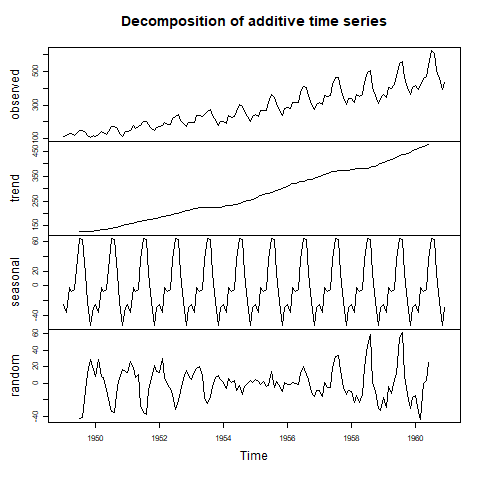 Decomposition of additive time series
observed
100 300 500
trend
150 250 350 450
seasonal
-40 0 20 60
random
-40 0 20 40 60
1950 1952 1954 1956 1958 1960
Time